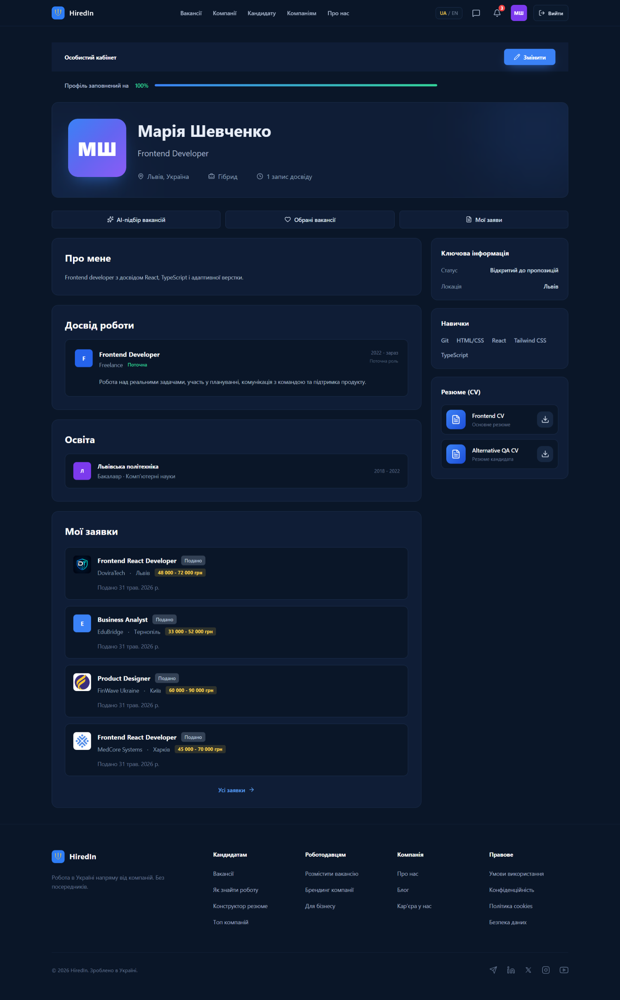 HiredIn
Вакансії Компанії Кандидату Компаніям Про нас
UA / EN
3
МШ
Вийти
Особистий кабінет
Змінити
Профіль заповнений на 100%
МШ
Марія Шевченко
Frontend Developer
Львів, Україна Гібрид 1 запис досвіду
AI-підбір вакансій
Обрані вакансії
Мої заяви
Про мене
Frontend developer з досвідом React, TypeScript і адаптивної верстки.
Досвід роботи
F
Frontend Developer
2022 - зараз
Freelance Поточна
Поточна роль
Робота над реальними задачами, участь у плануванні, комунікація з командою та підтримка продукту.
Освіта
Л
Львівська політехніка
Бакалавр · Комп'ютерні науки
2018 - 2022
Мої заявки
DT
Frontend React Developer Подано
DoviraTech · Львів 48 000 - 72 000 грн
Подано 31 трав. 2026 р.
E
Business Analyst Подано
EduBridge · Тернопіль 33 000 - 52 000 грн
Подано 31 трав. 2026 р.
Product Designer Подано
FinWave Ukraine · Київ 60 000 - 90 000 грн
Подано 31 трав. 2026 р.
Frontend React Developer Подано
MedCore Systems · Харків 45 000 - 70 000 грн
Подано 31 трав. 2026 р.
Усі заявки
Ключова інформація
Статус Відкритий до пропозицій
Локація Львів
Навички
Git HTML/CSS React Tailwind CSS
TypeScript
Резюме (CV)
Frontend CV
Основне резюме
Alternative QA CV
Резюме кандидата
HiredIn
Робота в Україні напряму від компаній. Без
посередників.
Кандидатам
Вакансії
Як знайти роботу
Конструктор резюме
Топ компаній
Роботодавцям
Розмістити вакансію
Брендинг компанії
Для бізнесу
Компанія
Про нас
Блог
Кар'єра у нас
Правове
Умови використання
Конфіденційність
Політика cookies
Безпека даних
© 2026 HiredIn. Зроблено в Україні.